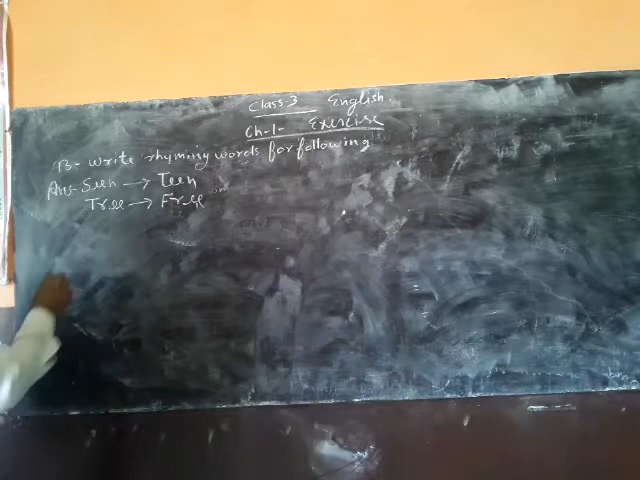 Class-3 English.
Ch-1- Exercise
B- Write rhyming words for following
Ans- Seen → Teen
Tree → Free